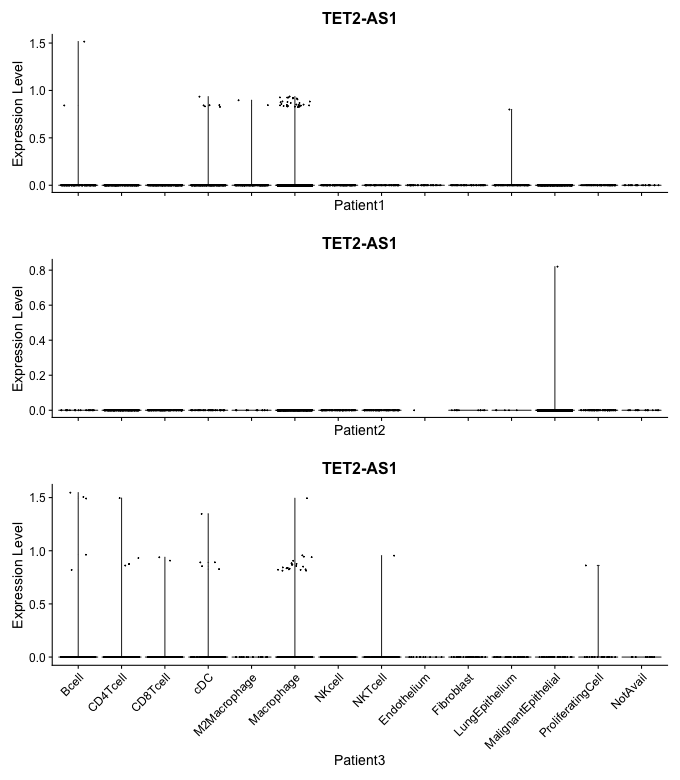 TET2-AS1
Expression Level
1.5
1.0
0.5
0.0
Patient1
TET2-AS1
Expression Level
0.8
0.6
0.4
0.2
0.0
Patient2
TET2-AS1
Expression Level
1.5
1.0
0.5
0.0
Bcell
CD4Tcell
CD8Tcell
cDC
M2Macrophage
Macrophage
NKcell
NKTcell
Endothelium
Fibroblast
LungEpithelium
MalignantEpithelial
ProliferatingCell
NotAvail
Patient3